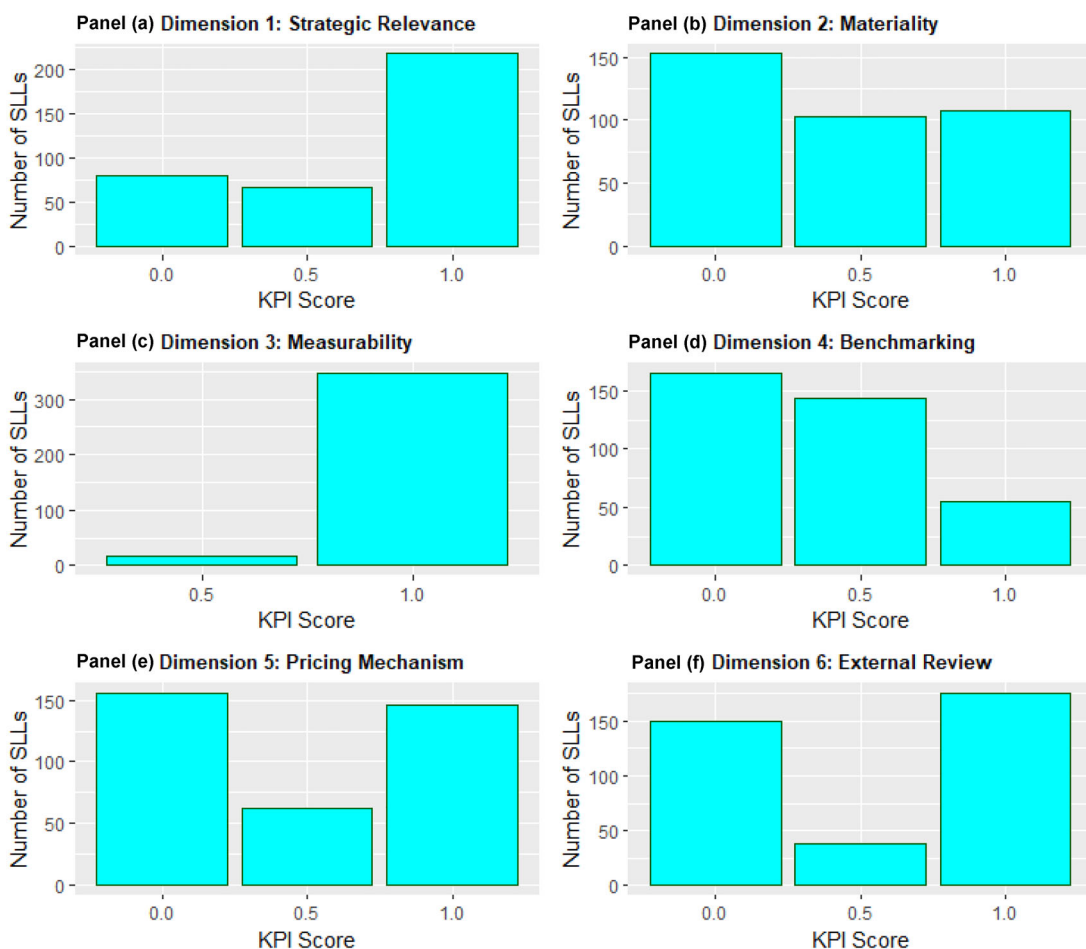 Panel (a) Dimension 1: Strategic Relevance
Number of SLLs
200
150
100
50
0
0.0 0.5 1.0
KPI Score
Panel (b) Dimension 2: Materiality
Number of SLLs
150
100
50
0
0.0 0.5 1.0
KPI Score
Panel (c) Dimension 3: Measurability
Number of SLLs
300
200
100
0
0.5 1.0
KPI Score
Panel (d) Dimension 4: Benchmarking
Number of SLLs
150
100
50
0
0.0 0.5 1.0
KPI Score
Panel (e) Dimension 5: Pricing Mechanism
Number of SLLs
150
100
50
0
0.0 0.5 1.0
KPI Score
Panel (f) Dimension 6: External Review
Number of SLLs
150
100
50
0
0.0 0.5 1.0
KPI Score